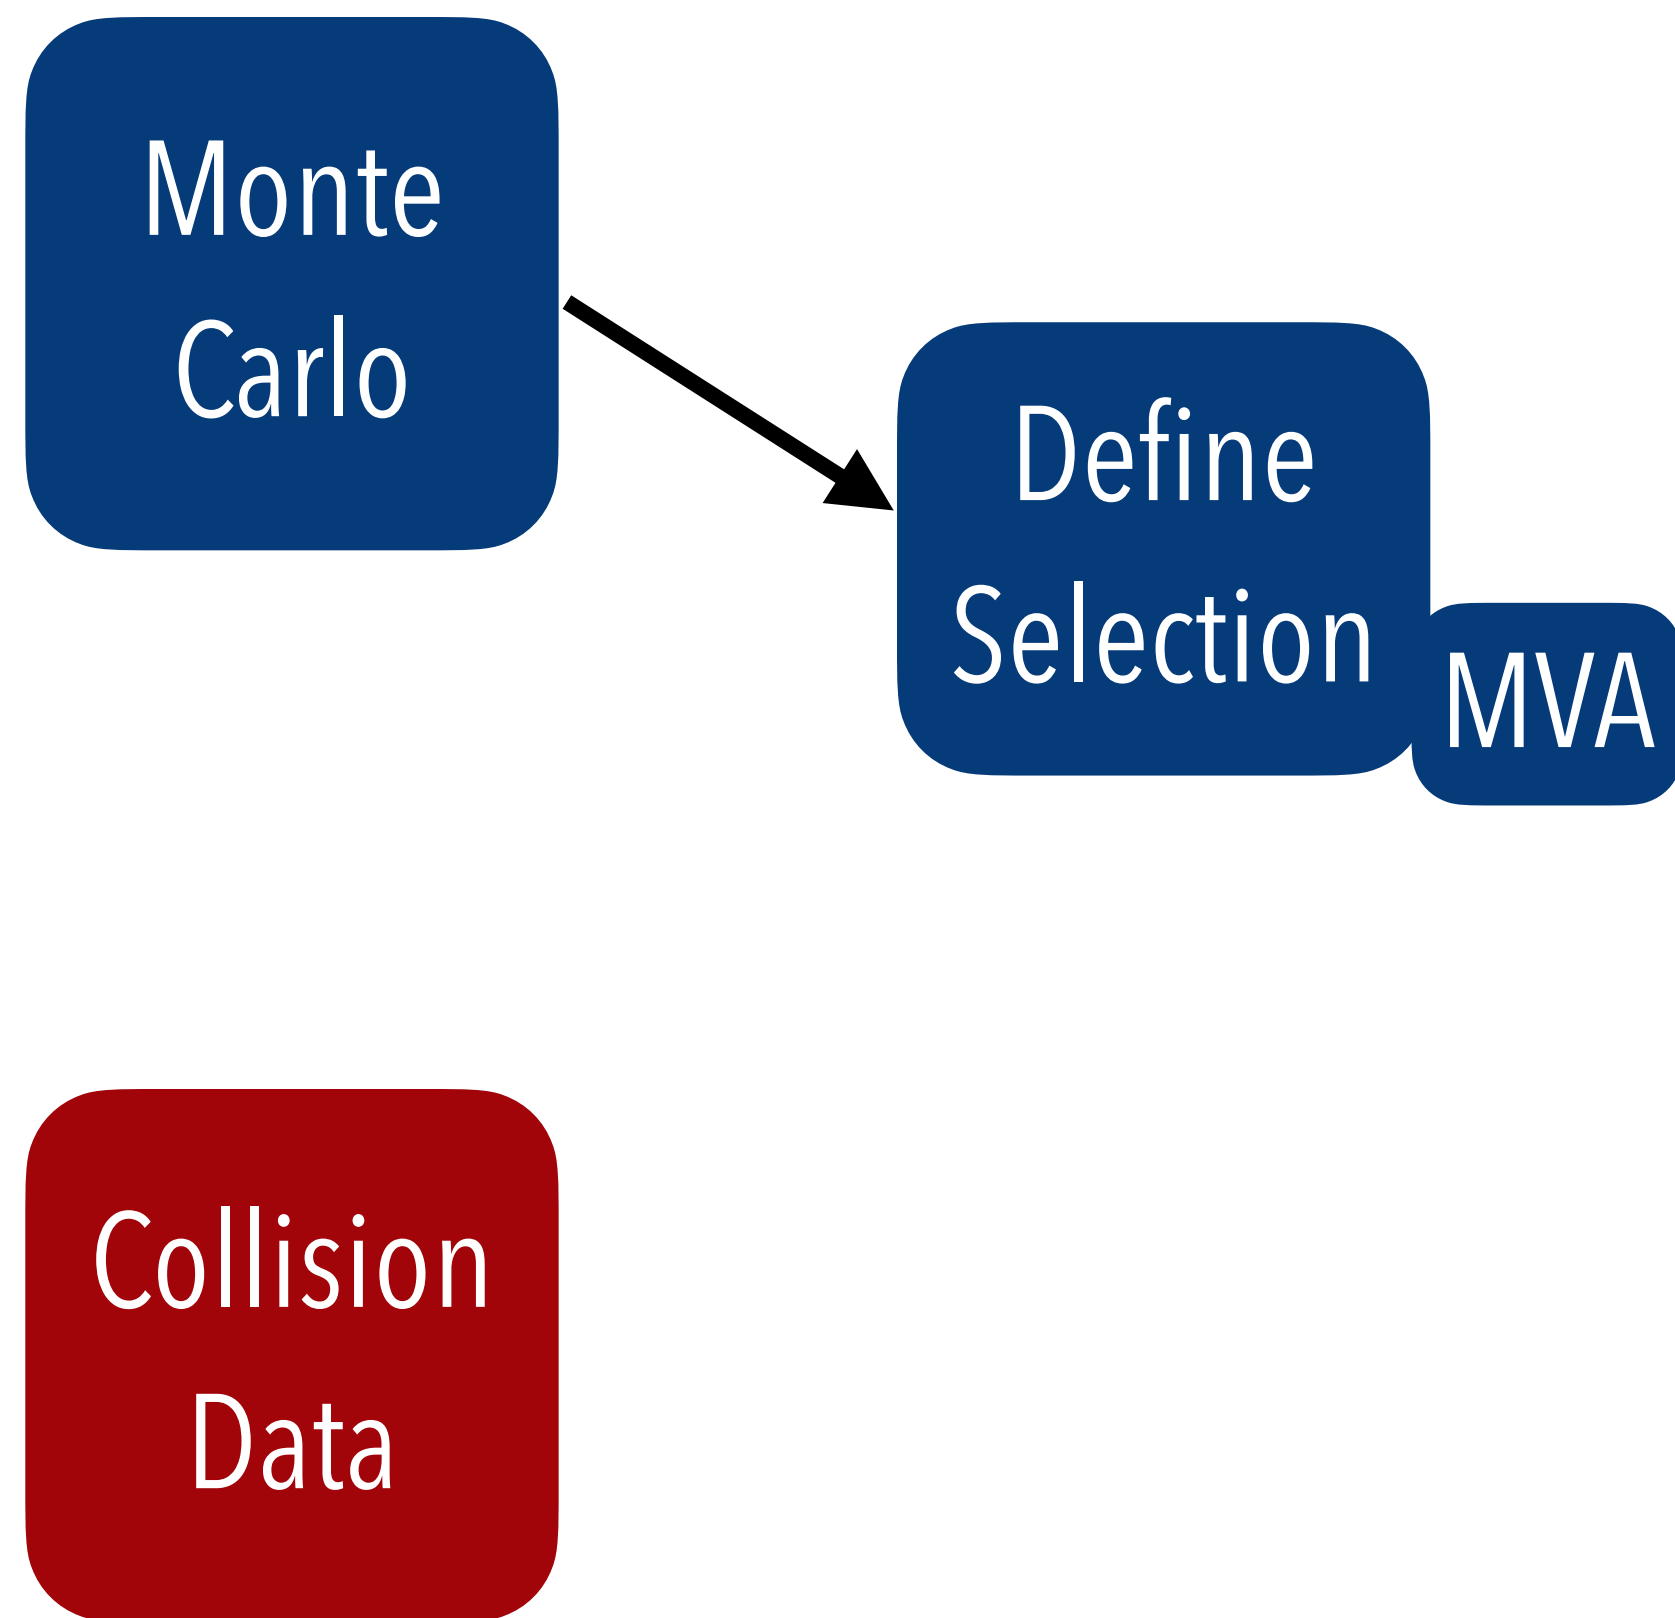 Monte
Carlo
Define
Selection
MVA
Collision
Data